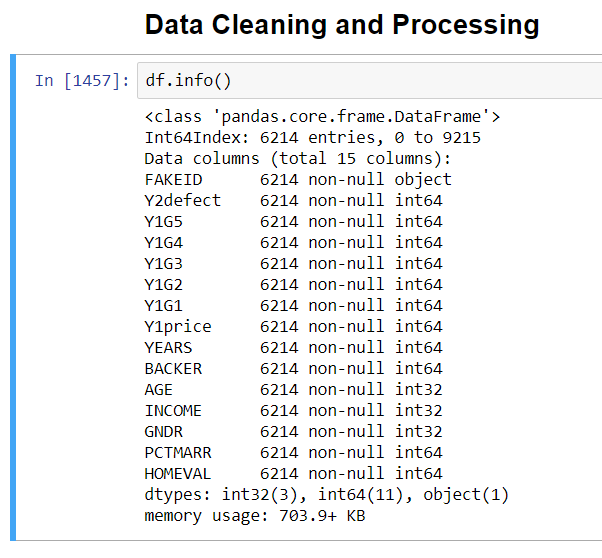 Data Cleaning and Processing
In [1457]: df.info()
<class 'pandas.core.frame.DataFrame'>
Int64Index: 6214 entries, 0 to 9215
Data columns (total 15 columns):
FAKEID      6214 non-null object
Y2defect    6214 non-null int64
Y1G5        6214 non-null int64
Y1G4        6214 non-null int64
Y1G3        6214 non-null int64
Y1G2        6214 non-null int64
Y1G1        6214 non-null int64
Y1price     6214 non-null int64
YEARS       6214 non-null int64
BACKER      6214 non-null int64
AGE         6214 non-null int32
INCOME      6214 non-null int32
GNDR        6214 non-null int32
PCTMARR     6214 non-null int64
HOMEVAL     6214 non-null int64
dtypes: int32(3), int64(11), object(1)
memory usage: 703.9+ KB